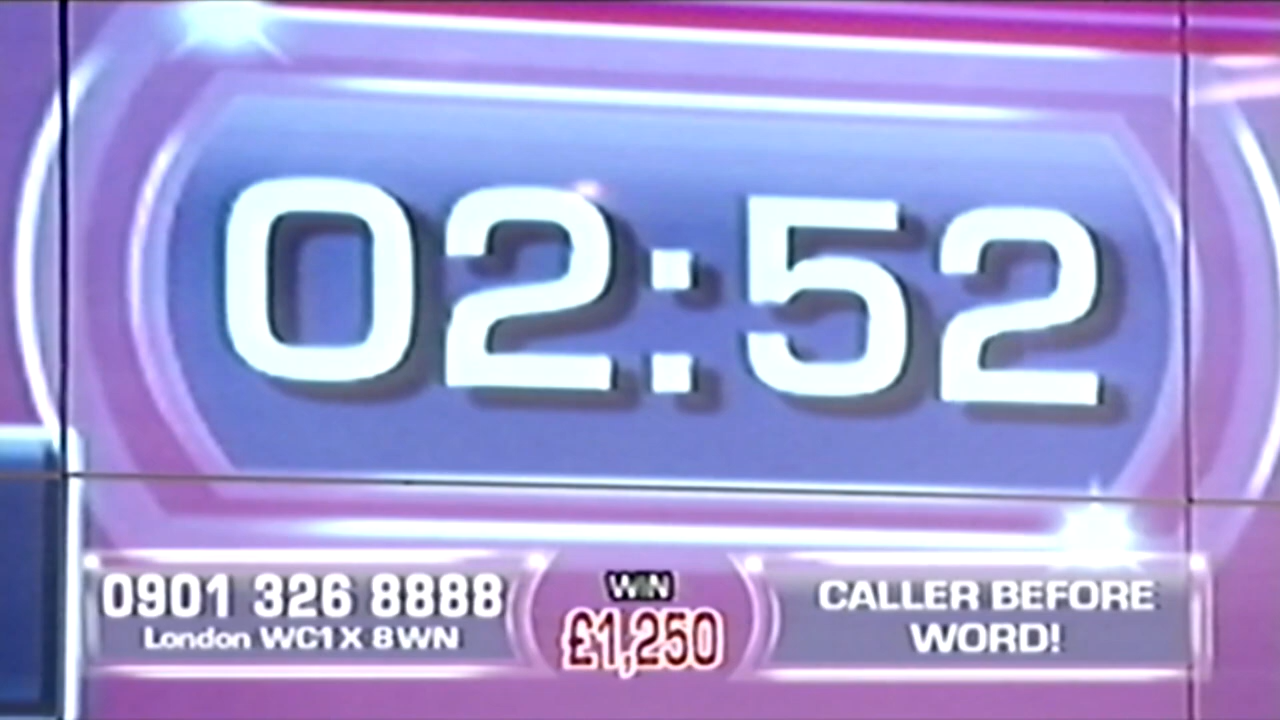 02:52
0901 326 8888
London WC1X 8WN
WIN
£1,250
CALLER BEFORE
WORD!